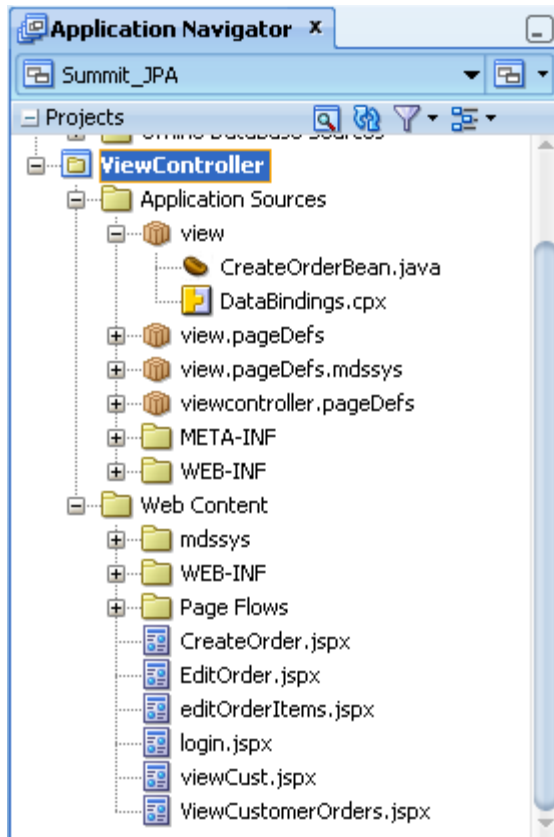 Application Navigator x
Summit_JPA
Projects
ViewController
Application Sources
view
CreateOrderBean.java
DataBindings.cpx
view.pageDefs
view.pageDefs.mdssys
viewcontroller.pageDefs
META-INF
WEB-INF
Web Content
mdssys
WEB-INF
Page Flows
CreateOrder.jspx
EditOrder.jspx
editOrderItems.jspx
login.jspx
viewCust.jspx
ViewCustomerOrders.jspx